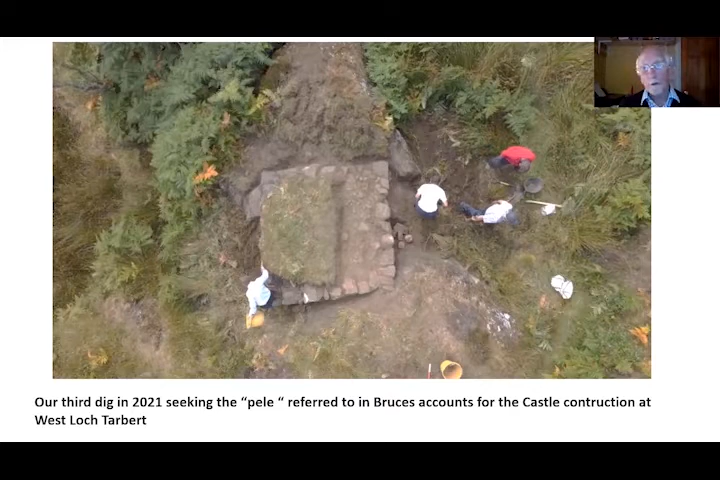 Our third dig in 2021 seeking the “pele “ referred to in Bruces accounts for the Castle contruction at
West Loch Tarbert